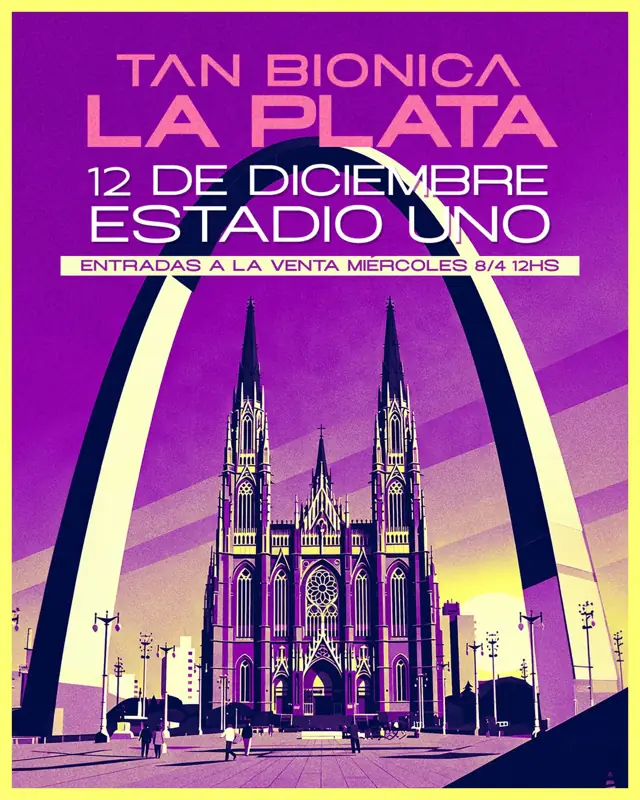 TAN BIONICA
LA PLATA
12 DE DICIEMBRE
ESTADIO UNO
ENTRADAS A LA VENTA MIÉRCOLES 8/4 12HS